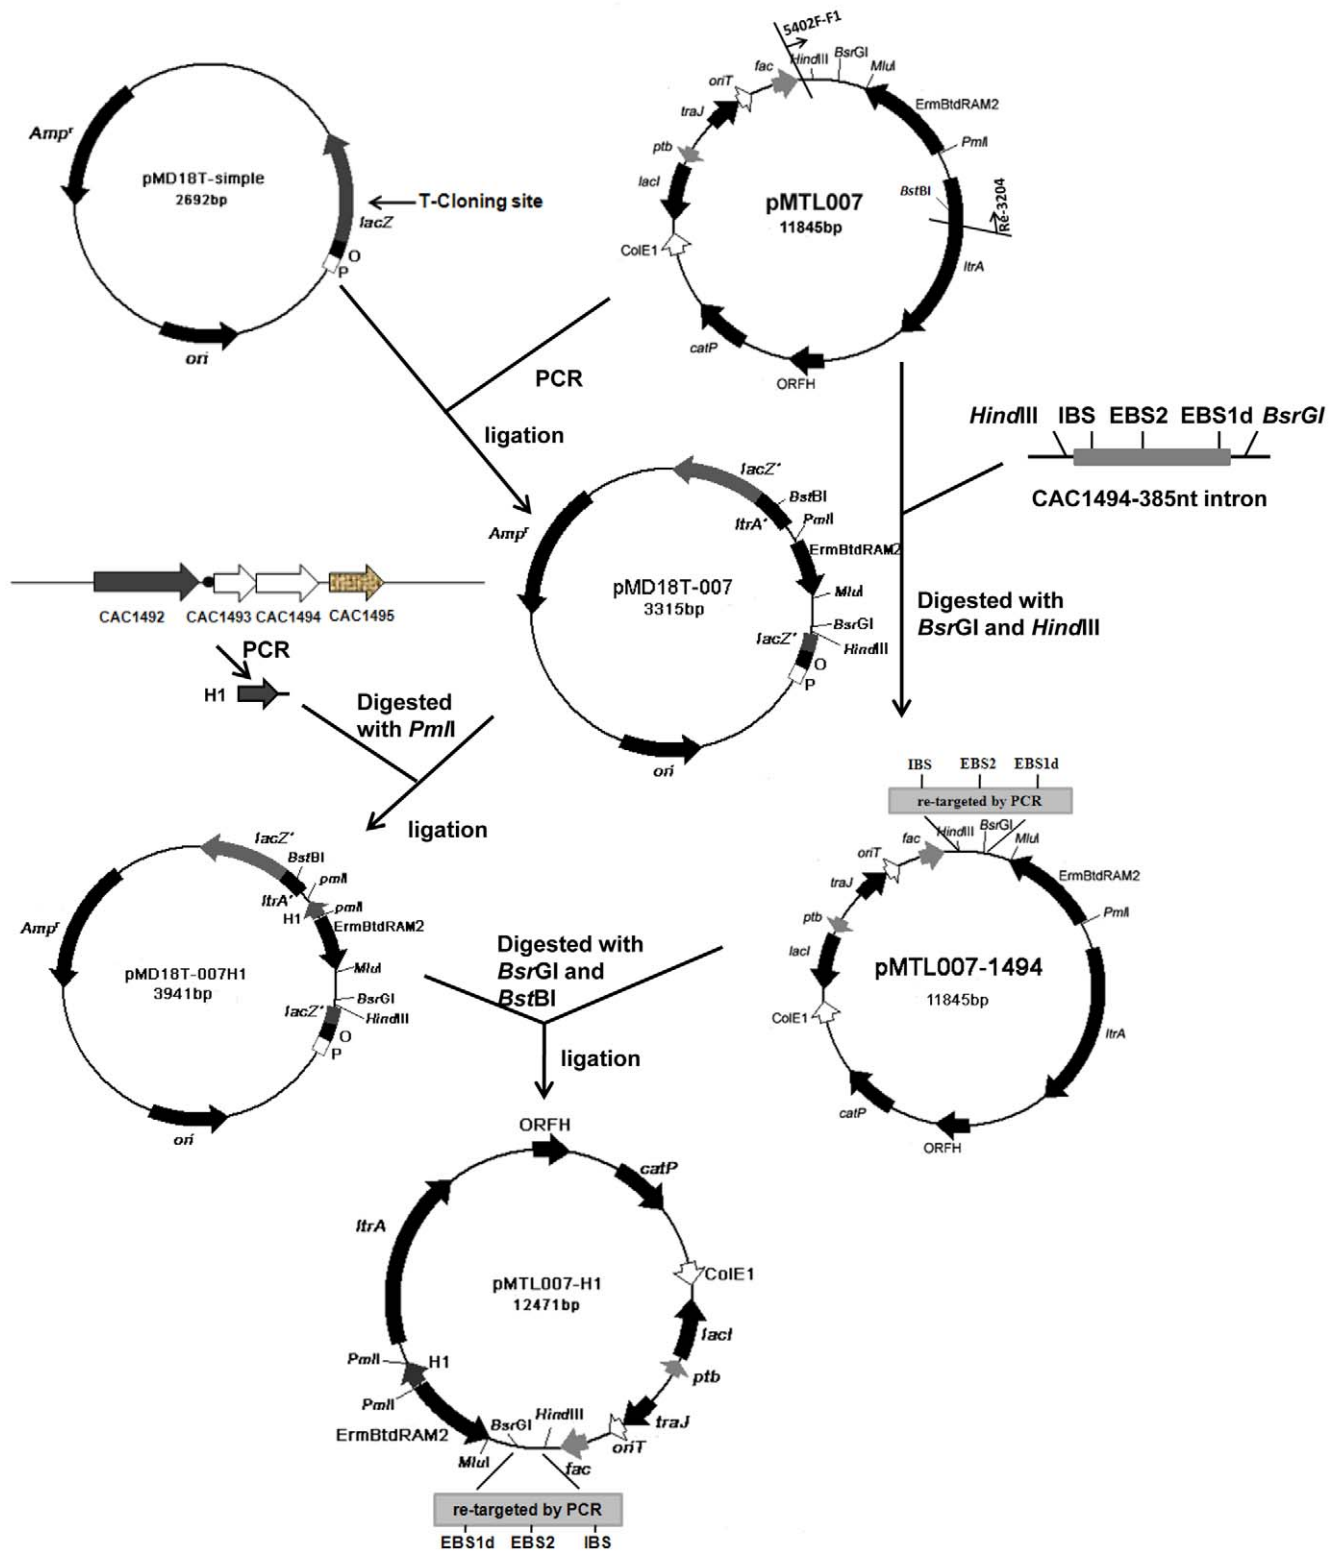 Ampʳ
pMD18T-simple
2692bp
T-Cloning site
lacZ
O
P
ori
5402F-F1
HindIII
BsrGI
MluI
fac
oriT
traJ
ptb
lacI
ErmBtdRAM2
PmlI
BstBI
Re-3204
pMTL007
11845bp
ColE1
ltrA
catP
ORFH
PCR
ligation
HindIII IBS EBS2 EBS1d BsrGI
CAC1494-385nt intron
lacZ'
BstBI
ltrA'
PmlI
Ampʳ
ErmBtdRAM2
pMD18T-007
3315bp
MluI
BsrGI
lacZ'
HindIII
O
P
ori
Digested with
BsrGI and HindIII
CAC1492 CAC1493 CAC1494 CAC1495
PCR
H1
Digested
with PmlI
ligation
IBS EBS2 EBS1d
re-targeted by PCR
lacZ'
BstBI
pmlI
ltrA'
H1
pmlI
Ampʳ
ErmBtdRAM2
pMD18T-007H1
3941bp
MluI
BsrGI
lacZ'
HindIII
O
P
ori
Digested with
BsrGI and
BstBI
ligation
fac
HindIII
BsrGI
MluI
oriT
traJ
ptb
lacI
ErmBtdRAM2
PmlI
pMTL007-1494
11845bp
ColE1
ltrA
catP
ORFH
ORFH
catP
ltrA
ColE1
pMTL007-H1
12471bp
lacI
PmlI
H1
ptb
PmlI
traJ
ErmBtdRAM2
BsrGI
HindIII
oriT
MluI
fac
re-targeted by PCR
EBS1d EBS2 IBS